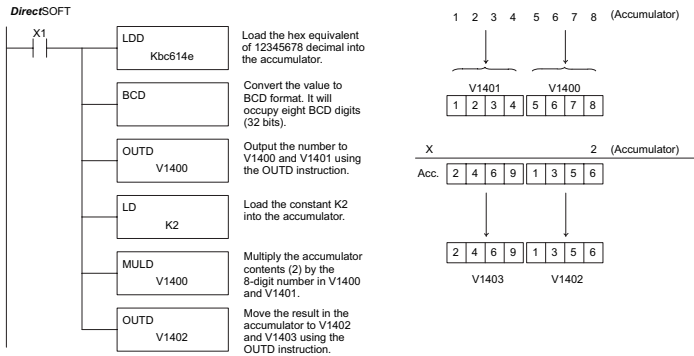 DirectSOFT
X1
LDD
Kbc614e
Load the hex equivalent
of 12345678 decimal into
the accumulator.
BCD
Convert the value to
BCD format. It will
occupy eight BCD digits
(32 bits).
OUTD
V1400
Output the number to
V1400 and V1401 using
the OUTD instruction.
LD
K2
Load the constant K2
into the accumulator.
MULD
V1400
Multiply the accumulator
contents (2) by the
8-digit number in V1400
and V1401.
OUTD
V1402
Move the result in the
accumulator to V1402
and V1403 using the
OUTD instruction.
1 2 3 4 5 6 7 8 (Accumulator)
V1401 V1400
1 2 3 4 5 6 7 8
X 2 (Accumulator)
Acc. 2 4 6 9 1 3 5 6
2 4 6 9 1 3 5 6
V1403 V1402